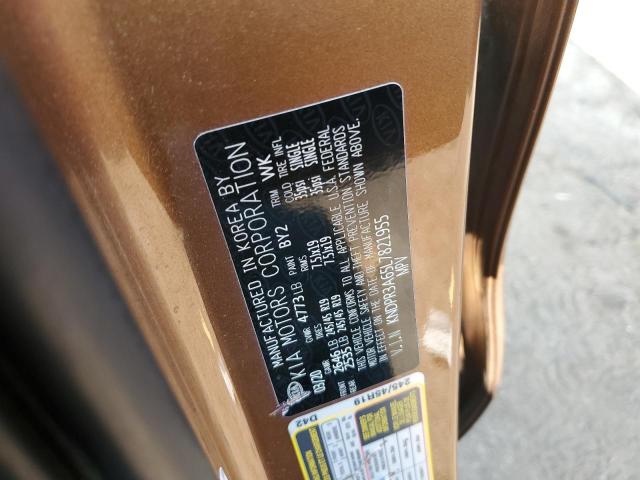 MANUFACTURED IN KOREA BY
KIA MOTORS CORPORATION
03/20 GVWR 4773LB PAINT BY2 TRIM WK
GAWR TIRES RIMS COLD TIRE INFL
2646LB 245/45 R19 7.5Jx19 35psi SINGLE
REAR 2535LB 245/45 R19 7.5Jx19 35psi SINGLE
THIS VEHICLE CONFORMS TO ALL APPLICABLE U.S.A. FEDERAL
MOTOR VEHICLE SAFETY AND THEFT PREVENTION STANDARDS
IN EFFECT ON THE DATE OF MANUFACTURE SHOWN ABOVE.
V.I.N KNDPR3A65L7821955
MPV
D42
245/45R19